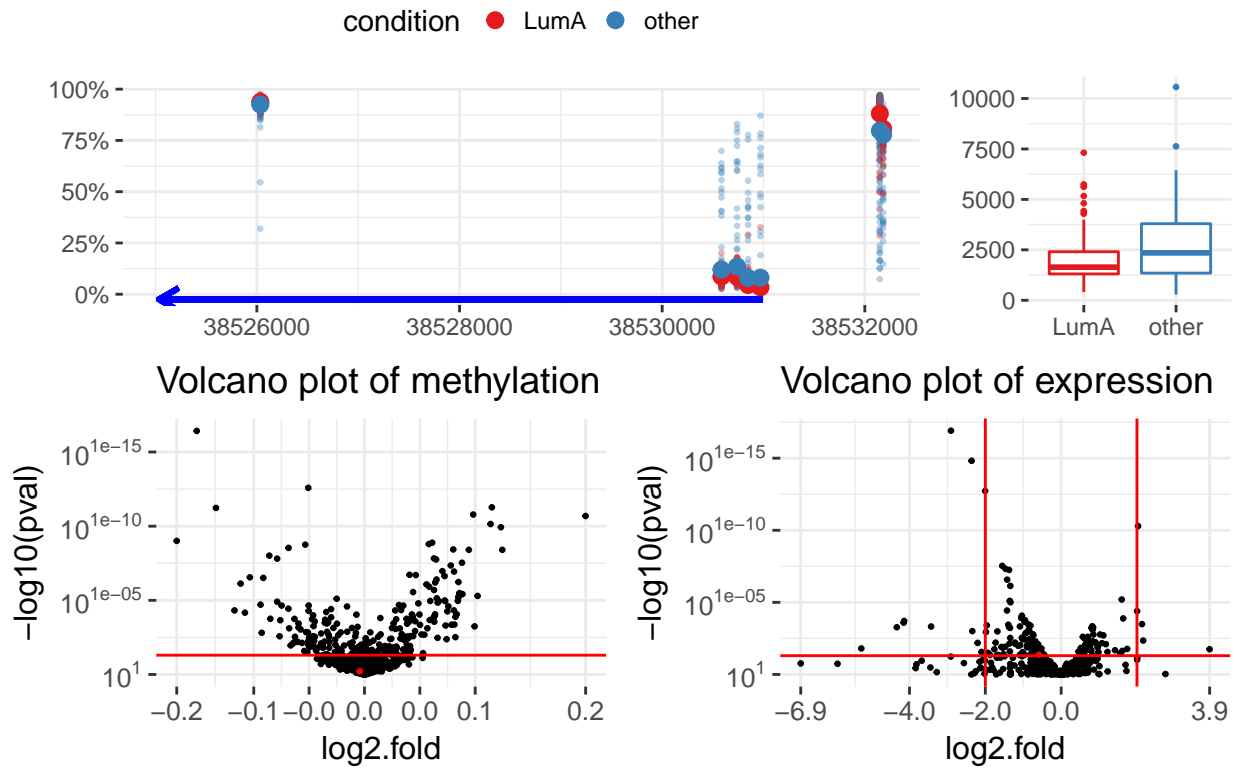 condition LumA other
100%
75%
50%
25%
0%
38526000 38528000 38530000 38532000
10000
7500
5000
2500
0
LumA other
Volcano plot of methylation
−log10(pval)
10^1e−15
10^1e−10
10^1e−05
10^1
−0.2 −0.1 −0.0 0.0 0.1 0.2
log2.fold
Volcano plot of expression
−log10(pval)
10^1e−15
10^1e−10
10^1e−05
10^1
−6.9 −4.0 −2.0 0.0 3.9
log2.fold